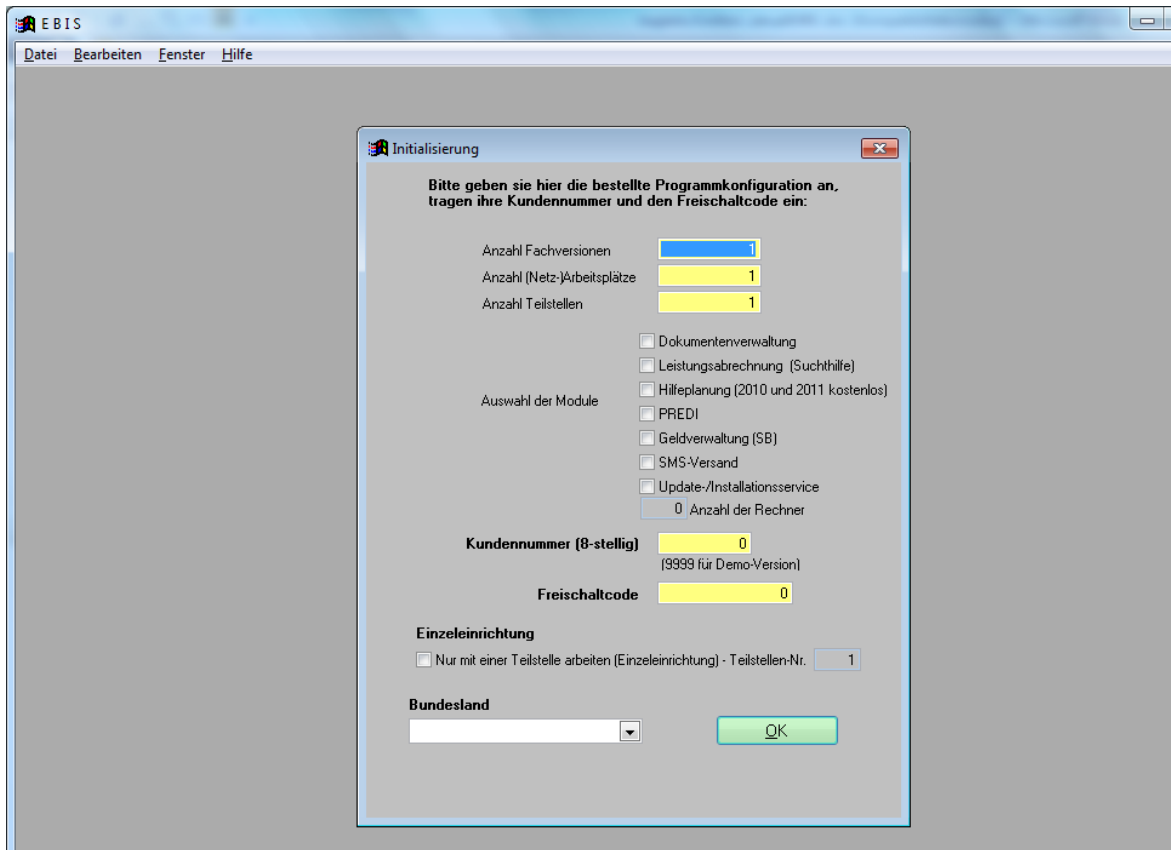 E B I S
Datei Bearbeiten Fenster Hilfe
Initialisierung
Bitte geben sie hier die bestellte Programmkonfiguration an,
tragen ihre Kundennummer und den Freischaltcode ein:
Anzahl Fachversionen 1
Anzahl (Netz-)Arbeitsplätze 1
Anzahl Teilstellen 1
Auswahl der Module
Dokumentenverwaltung
Leistungsabrechnung (Suchthilfe)
Hilfeplanung (2010 und 2011 kostenlos)
PREDI
Geldverwaltung (SB)
SMS-Versand
Update-/Installationsservice
0 Anzahl der Rechner
Kundennummer (8-stellig) 0
(9999 für Demo-Version)
Freischaltcode 0
Einzeleinrichtung
Nur mit einer Teilstelle arbeiten (Einzeleinrichtung) - Teilstellen-Nr. 1
Bundesland
OK